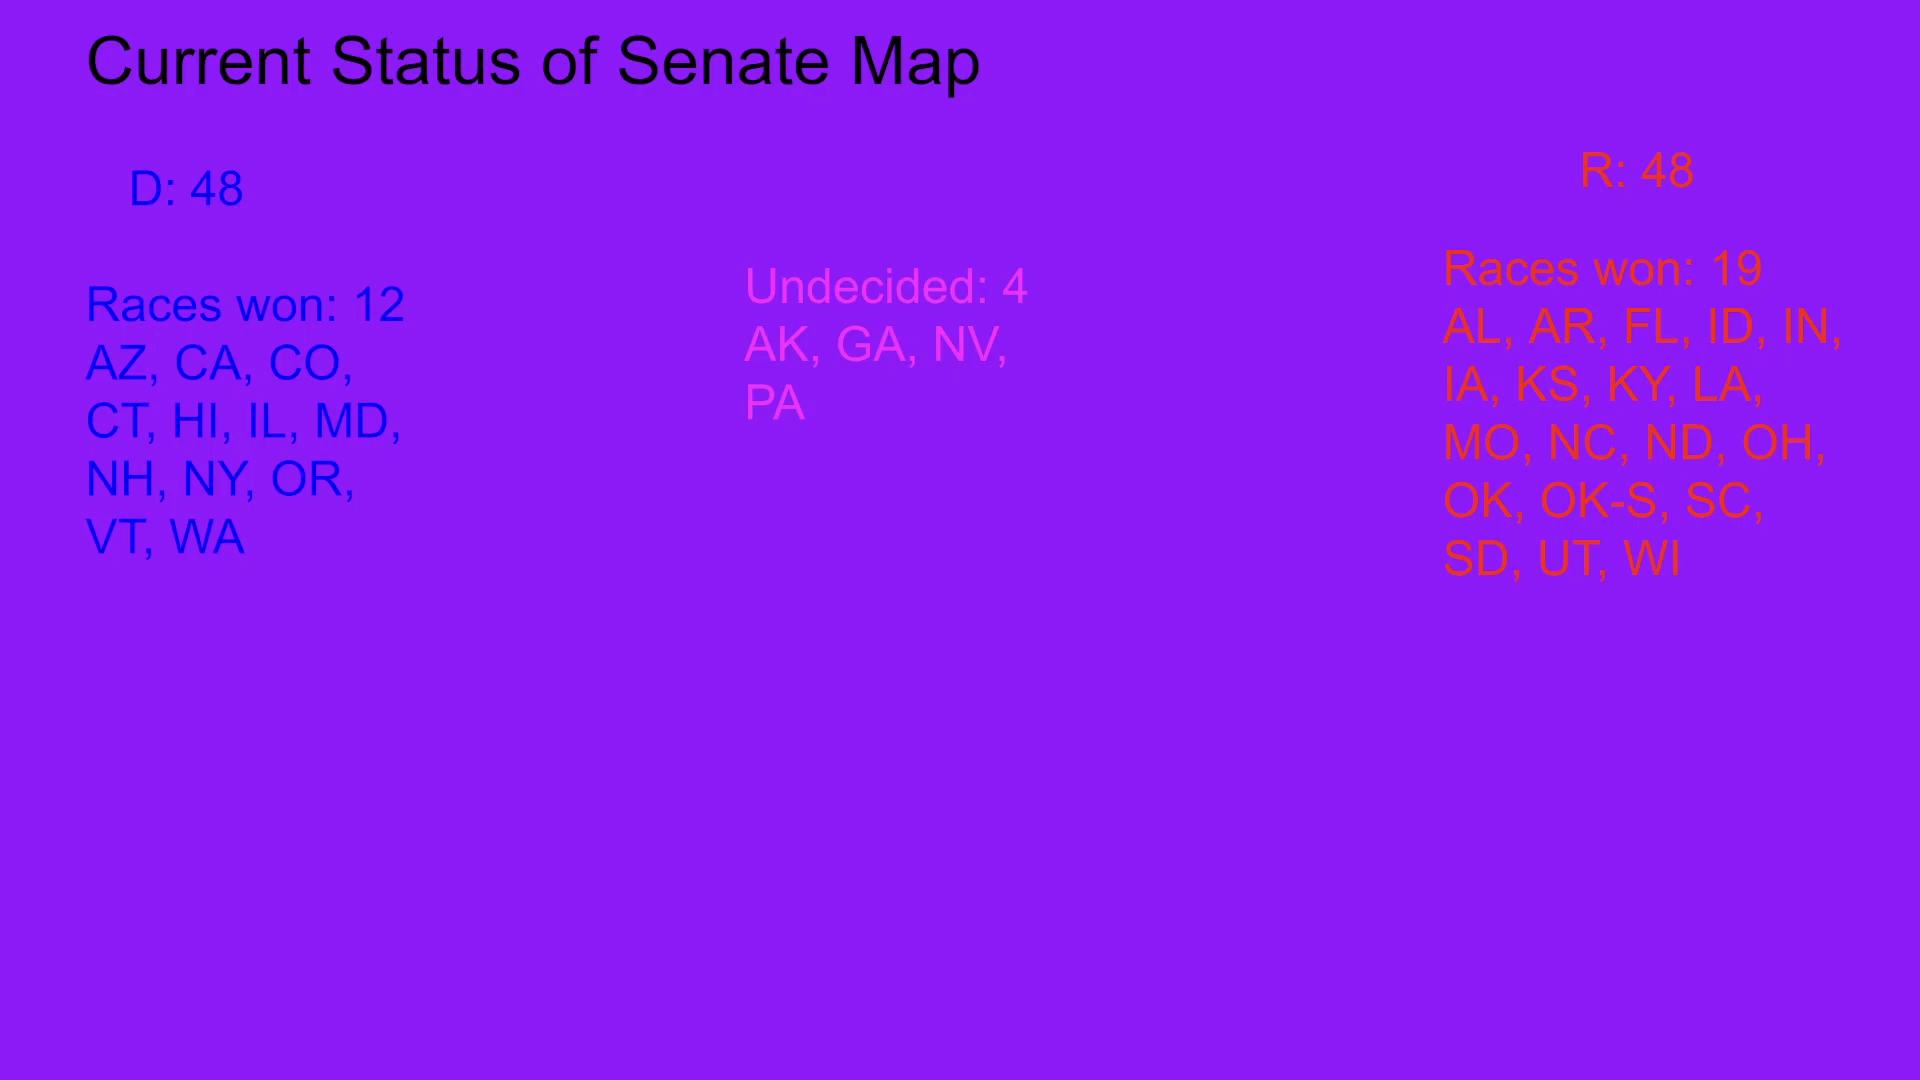 Current Status of Senate Map
D: 48
Races won: 12
AZ, CA, CO,
CT, HI, IL, MD,
NH, NY, OR,
VT, WA
Undecided: 4
AK, GA, NV,
PA
R: 48
Races won: 19
AL, AR, FL, ID, IN,
IA, KS, KY, LA,
MO, NC, ND, OH,
OK, OK-S, SC,
SD, UT, WI